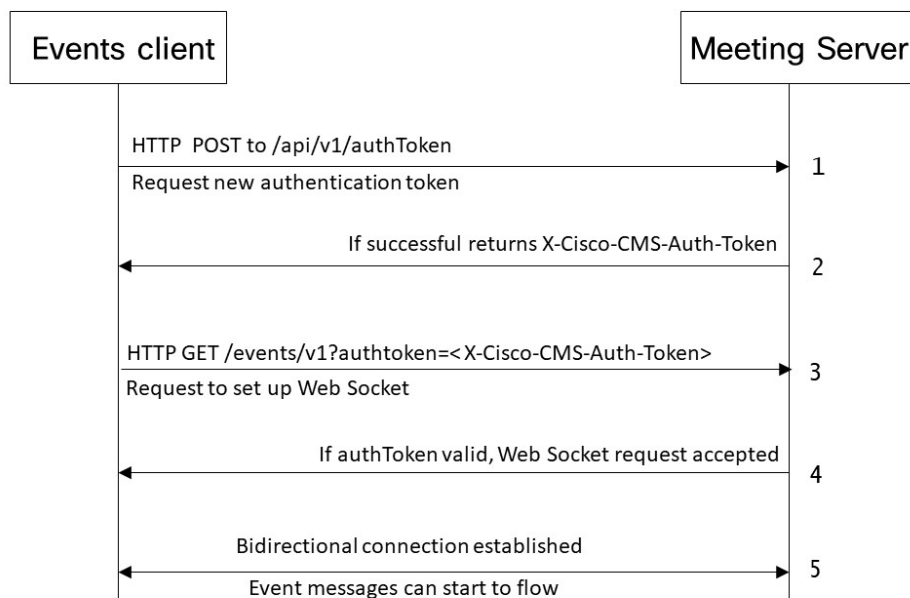 Events client
Meeting Server
HTTP POST to /api/v1/authToken
Request new authentication token
1
If successful returns X-Cisco-CMS-Auth-Token
2
HTTP GET /events/v1?authtoken=<X-Cisco-CMS-Auth-Token>
Request to set up Web Socket
3
If authToken valid, Web Socket request accepted
4
Bidirectional connection established
Event messages can start to flow
5